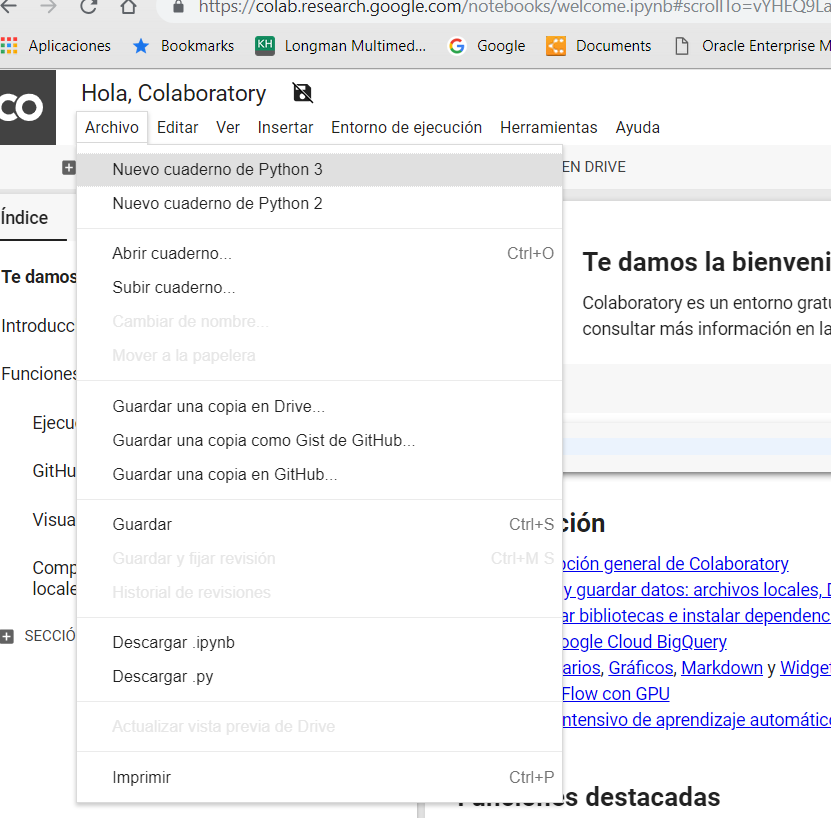 https://colab.research.google.com/notebooks/welcome.ipynb#scrollTo=vYHEQ9La
Aplicaciones Bookmarks KH Longman Multimed... Google Documents Oracle Enterprise M
CO Hola, Colaboratory
Archivo Editar Ver Insertar Entorno de ejecución Herramientas Ayuda
EN DRIVE
Índice
Te damos
Introducc
Funciones
Ejecu
GitHu
Visua
Comp
locale
SECCIÓ
Nuevo cuaderno de Python 3
Nuevo cuaderno de Python 2
Abrir cuaderno... Ctrl+O
Subir cuaderno...
Cambiar de nombre...
Mover a la papelera
Guardar una copia en Drive...
Guardar una copia como Gist de GitHub...
Guardar una copia en GitHub...
Guardar Ctrl+S
Guardar y fijar revisión Ctrl+M S
Historial de revisiones
Descargar .ipynb
Descargar .py
Actualizar vista previa de Drive
Imprimir Ctrl+P
Te damos la bienveni
Colaboratory es un entorno gratu
consultar más información en la
ción
pción general de Colaboratory
y guardar datos: archivos locales, D
ar bibliotecas e instalar dependenc
oogle Cloud BigQuery
arios, Gráficos, Markdown y Widget
Flow con GPU
ntensivo de aprendizaje automático
Funciones destacadas